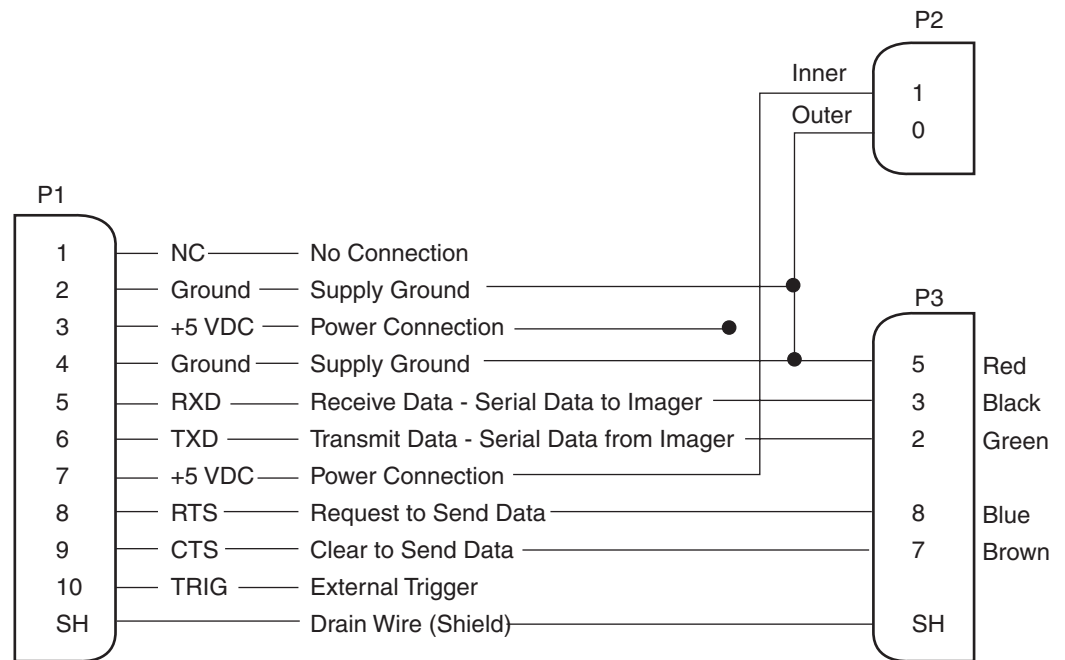 P2
Inner
1
Outer
0
P1
1 NC No Connection
2 Ground Supply Ground
3 +5 VDC Power Connection
4 Ground Supply Ground
5 RXD Receive Data - Serial Data to Imager
6 TXD Transmit Data - Serial Data from Imager
7 +5 VDC Power Connection
8 RTS Request to Send Data
9 CTS Clear to Send Data
10 TRIG External Trigger
SH Drain Wire (Shield)
P3
5 Red
3 Black
2 Green
8 Blue
7 Brown
SH